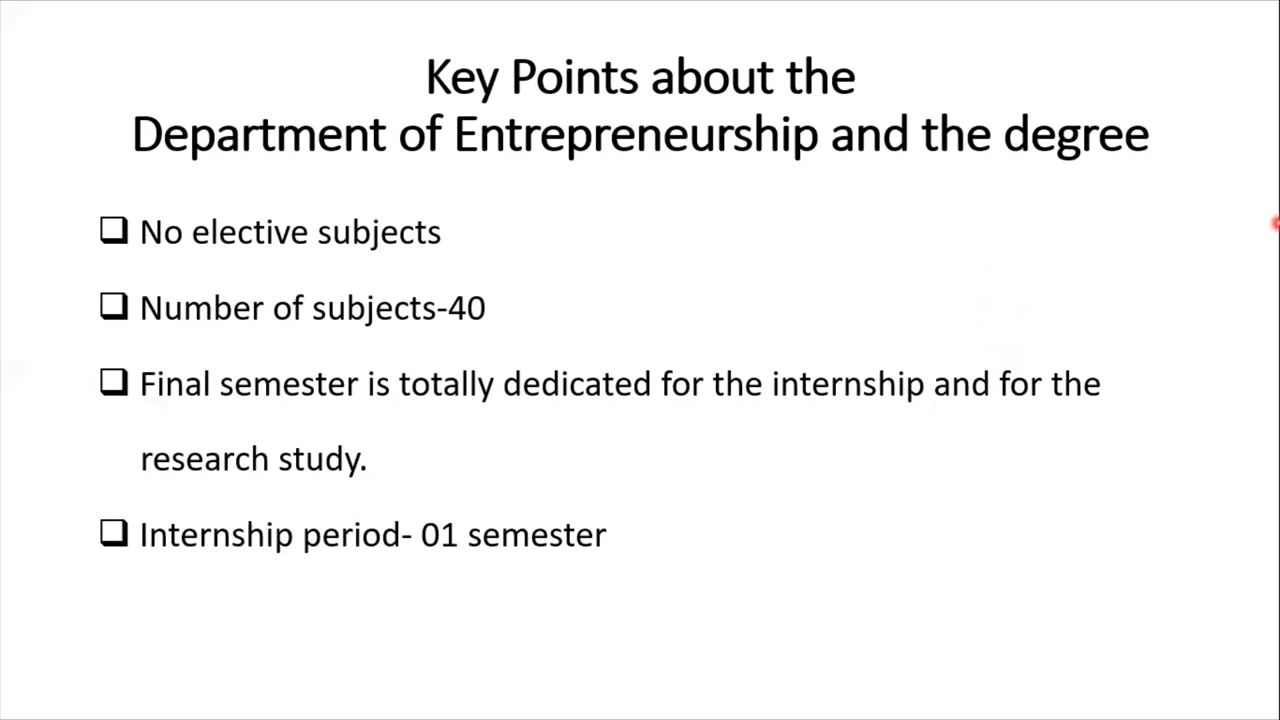 Key Points about the
Department of Entrepreneurship and the degree
No elective subjects
Number of subjects-40
Final semester is totally dedicated for the internship and for the
research study.
Internship period- 01 semester